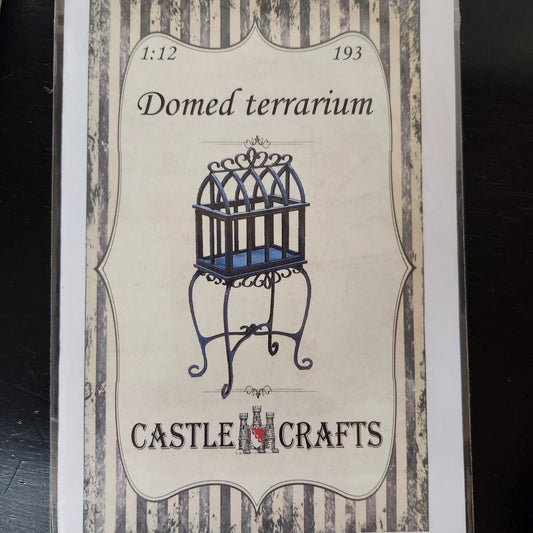 1:12 193
Domed terrarium
CASTLE CRAFTS